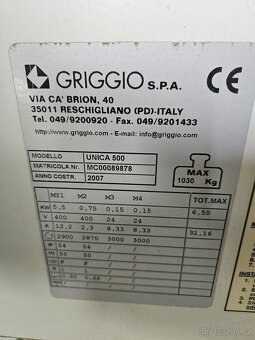 GRIGGIO S.P.A.
CE
VIA CA' BRION, 40
35011 RESCHIGLIANO (PD)-ITALY
Tel. 049/9200920 - Fax. 049/9201433
http://www.griggio.com - E-mail: info@griggio.com
MODELLO UNICA 500
MATRICOLA Nr. MC00089878
ANNO COSTR. 2007
MAX
1030 Kg
M1 M2 M3 M4 TOT.MAX
KW 5,5 0,75 0,15 0,15 6,55
V 400 400 24 24
A 12,2 2,3 8,33 8,33 31,16
2900 2870 3000 3000
IP 54 54
Hz 50 50